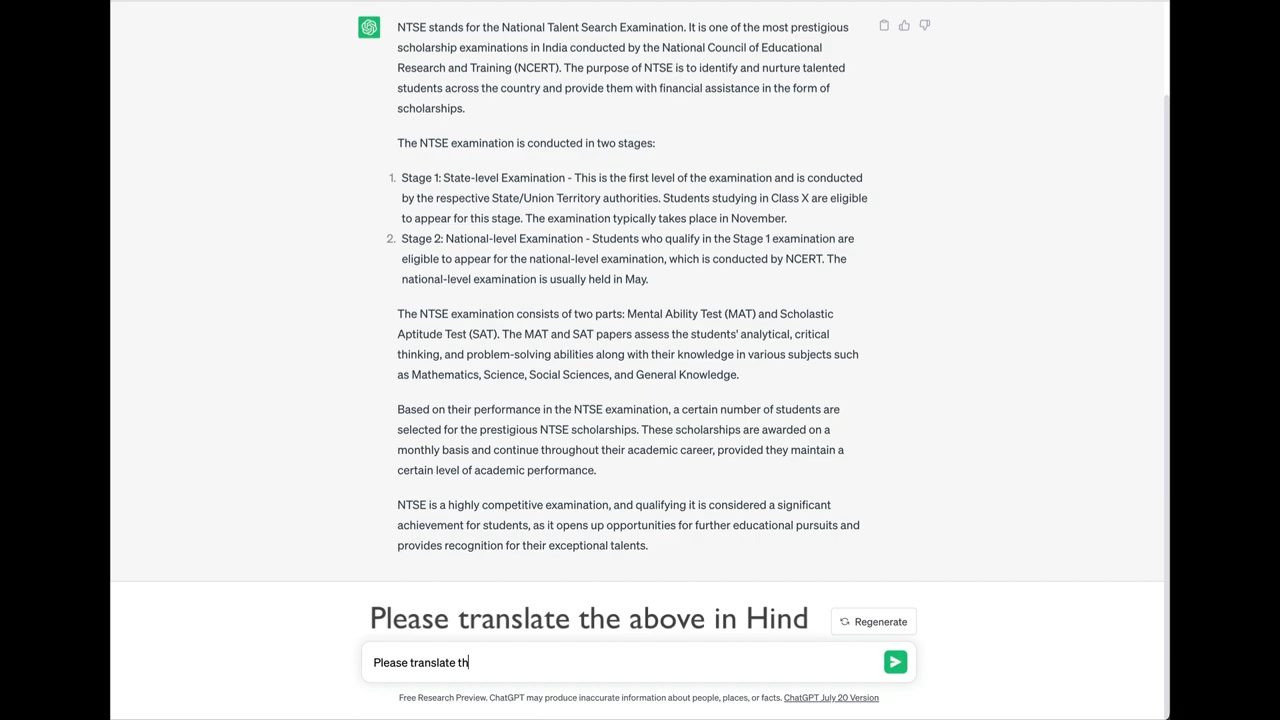 NTSE stands for the National Talent Search Examination. It is one of the most prestigious
scholarship examinations in India conducted by the National Council of Educational
Research and Training (NCERT). The purpose of NTSE is to identify and nurture talented
students across the country and provide them with financial assistance in the form of
scholarships.
The NTSE examination is conducted in two stages:
1. Stage 1: State-level Examination - This is the first level of the examination and is conducted
by the respective State/Union Territory authorities. Students studying in Class X are eligible
to appear for this stage. The examination typically takes place in November.
2. Stage 2: National-level Examination - Students who qualify in the Stage 1 examination are
eligible to appear for the national-level examination, which is conducted by NCERT. The
national-level examination is usually held in May.
The NTSE examination consists of two parts: Mental Ability Test (MAT) and Scholastic
Aptitude Test (SAT). The MAT and SAT papers assess the students' analytical, critical
thinking, and problem-solving abilities along with their knowledge in various subjects such
as Mathematics, Science, Social Sciences, and General Knowledge.
Based on their performance in the NTSE examination, a certain number of students are
selected for the prestigious NTSE scholarships. These scholarships are awarded on a
monthly basis and continue throughout their academic career, provided they maintain a
certain level of academic performance.
NTSE is a highly competitive examination, and qualifying it is considered a significant
achievement for students, as it opens up opportunities for further educational pursuits and
provides recognition for their exceptional talents.
Please translate the above in Hind
Regenerate
Please translate th
Free Research Preview. ChatGPT may produce inaccurate information about people, places, or facts. ChatGPT July 20 Version